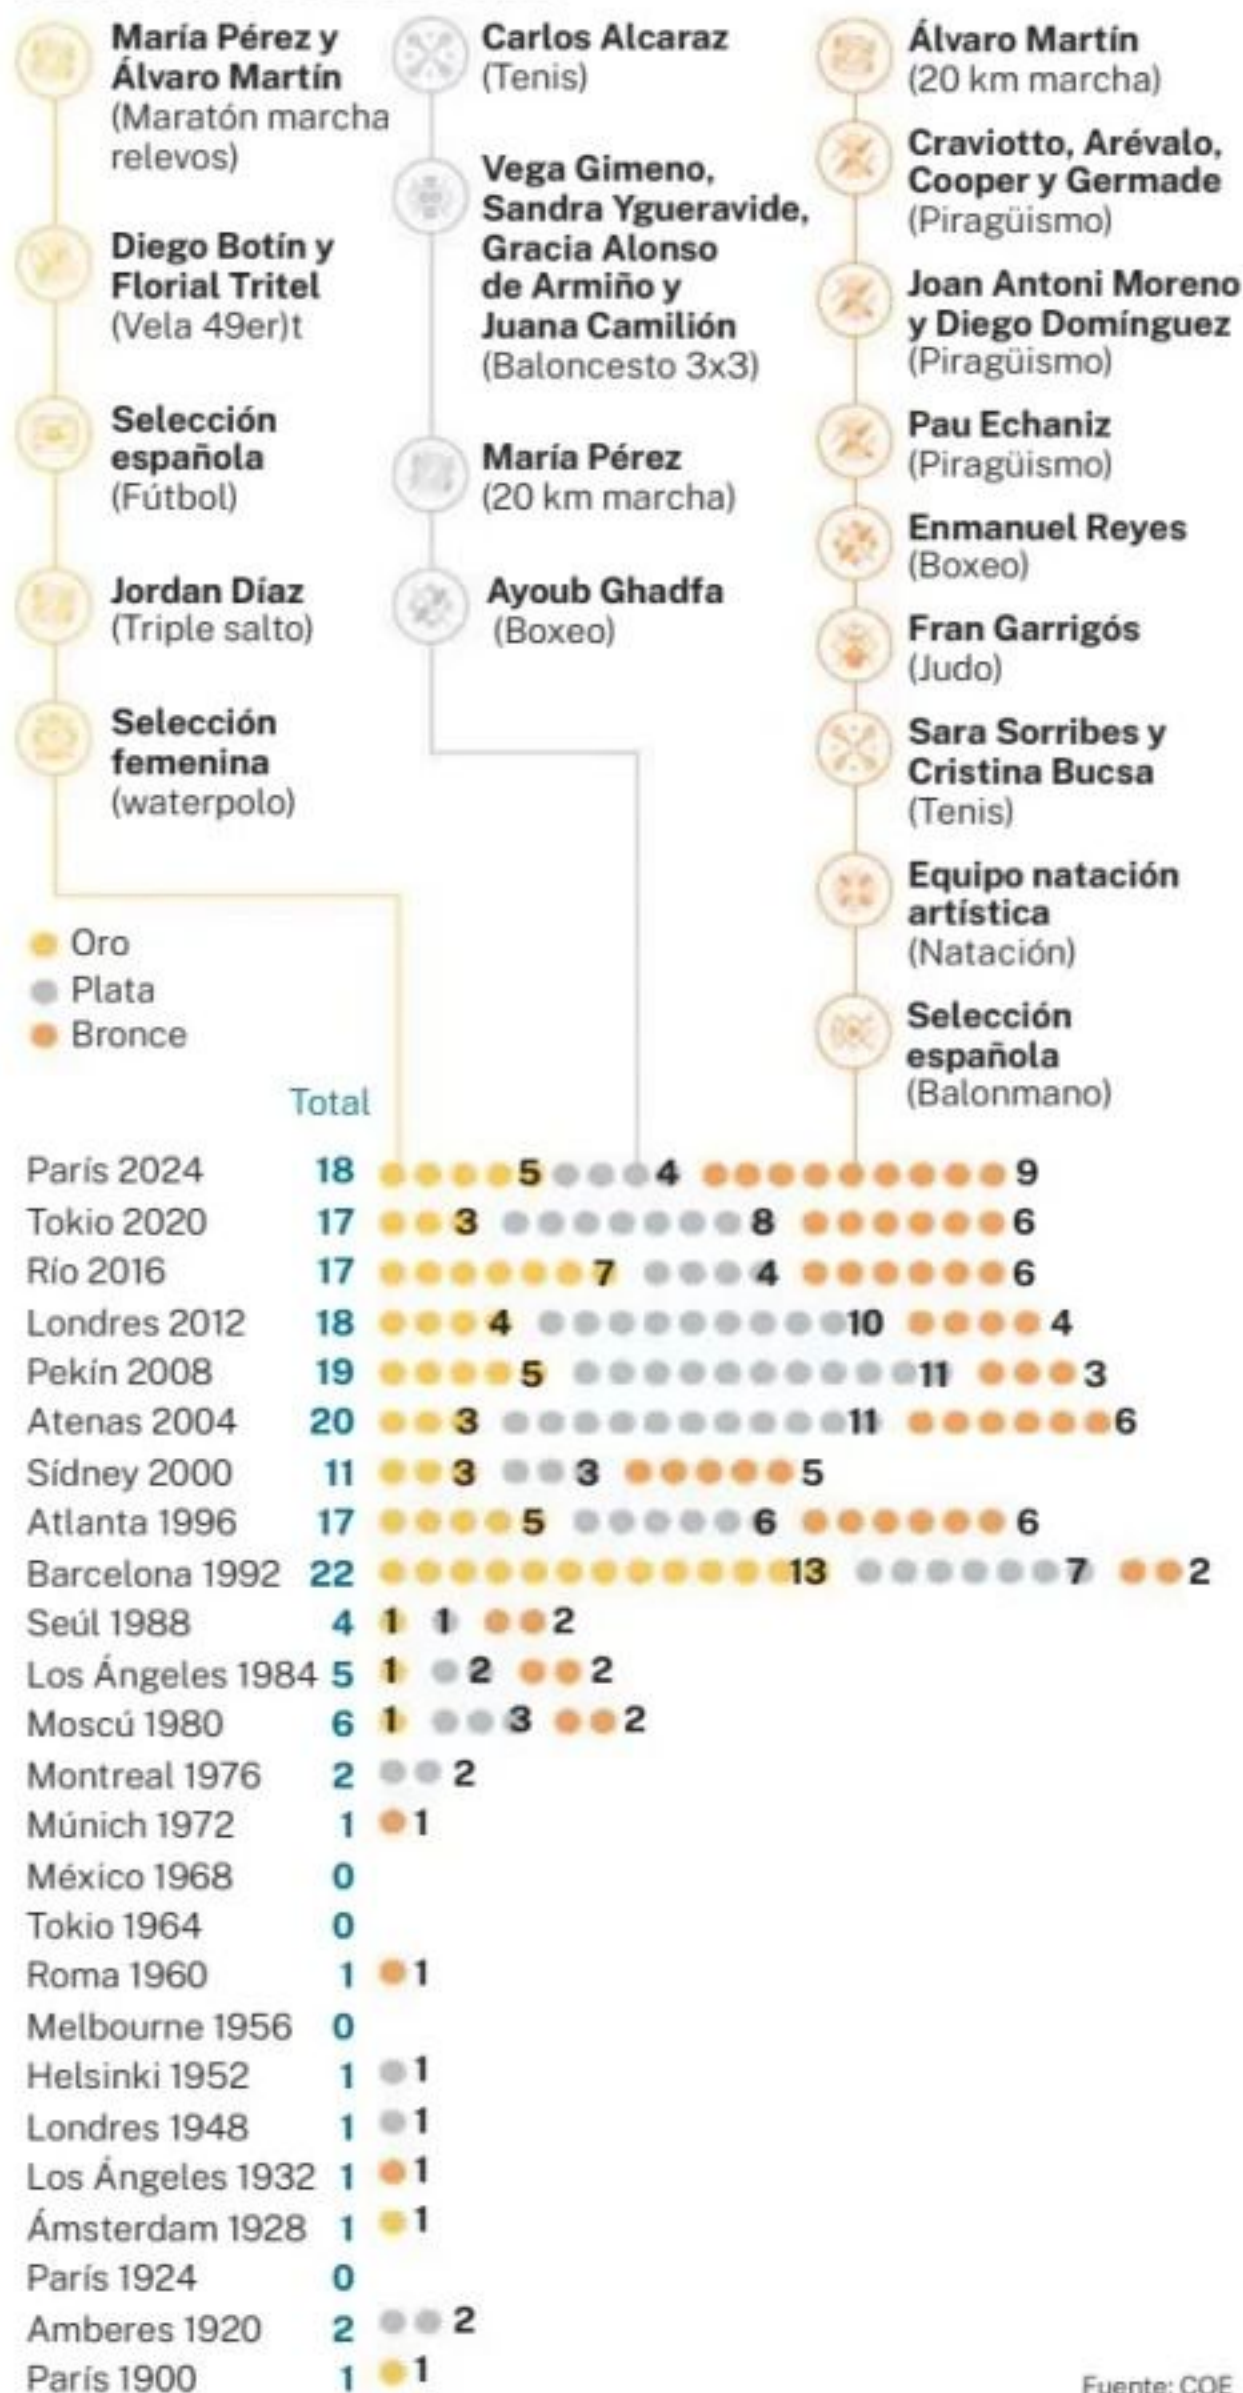 María Pérez y
Álvaro Martín
(Maratón marcha
relevos)
Diego Botín y
Florial Tritel
(Vela 49er)t
Selección
española
(Fútbol)
Jordan Díaz
(Triple salto)
Selección
femenina
(waterpolo)
Carlos Alcaraz
(Tenis)
Vega Gimeno,
Sandra Ygueravide,
Gracia Alonso
de Armiño y
Juana Camilión
(Baloncesto 3x3)
María Pérez
(20 km marcha)
Ayoub Ghadfa
(Boxeo)
Álvaro Martín
(20 km marcha)
Craviotto, Arévalo,
Cooper y Germade
(Piragüismo)
Joan Antoni Moreno
y Diego Domínguez
(Piragüismo)
Pau Echaniz
(Piragüismo)
Enmanuel Reyes
(Boxeo)
Fran Garrigós
(Judo)
Sara Sorribes y
Cristina Bucsa
(Tenis)
Equipo natación
artística
(Natación)
Selección
española
(Balonmano)
Oro
Plata
Bronce
Total
París 2024 18 5 4 9
Tokio 2020 17 3 8 6
Río 2016 17 7 4 6
Londres 2012 18 4 10 4
Pekín 2008 19 5 11 3
Atenas 2004 20 3 11 6
Sídney 2000 11 3 3 5
Atlanta 1996 17 5 6 6
Barcelona 1992 22 13 7 2
Seúl 1988 4 1 1 2
Los Ángeles 1984 5 1 2 2
Moscú 1980 6 1 3 2
Montreal 1976 2 2
Múnich 1972 1 1
México 1968 0
Tokio 1964 0
Roma 1960 1 1
Melbourne 1956 0
Helsinki 1952 1 1
Londres 1948 1 1
Los Ángeles 1932 1 1
Ámsterdam 1928 1 1
París 1924 0
Amberes 1920 2 2
París 1900 1 1
Fuente: COE